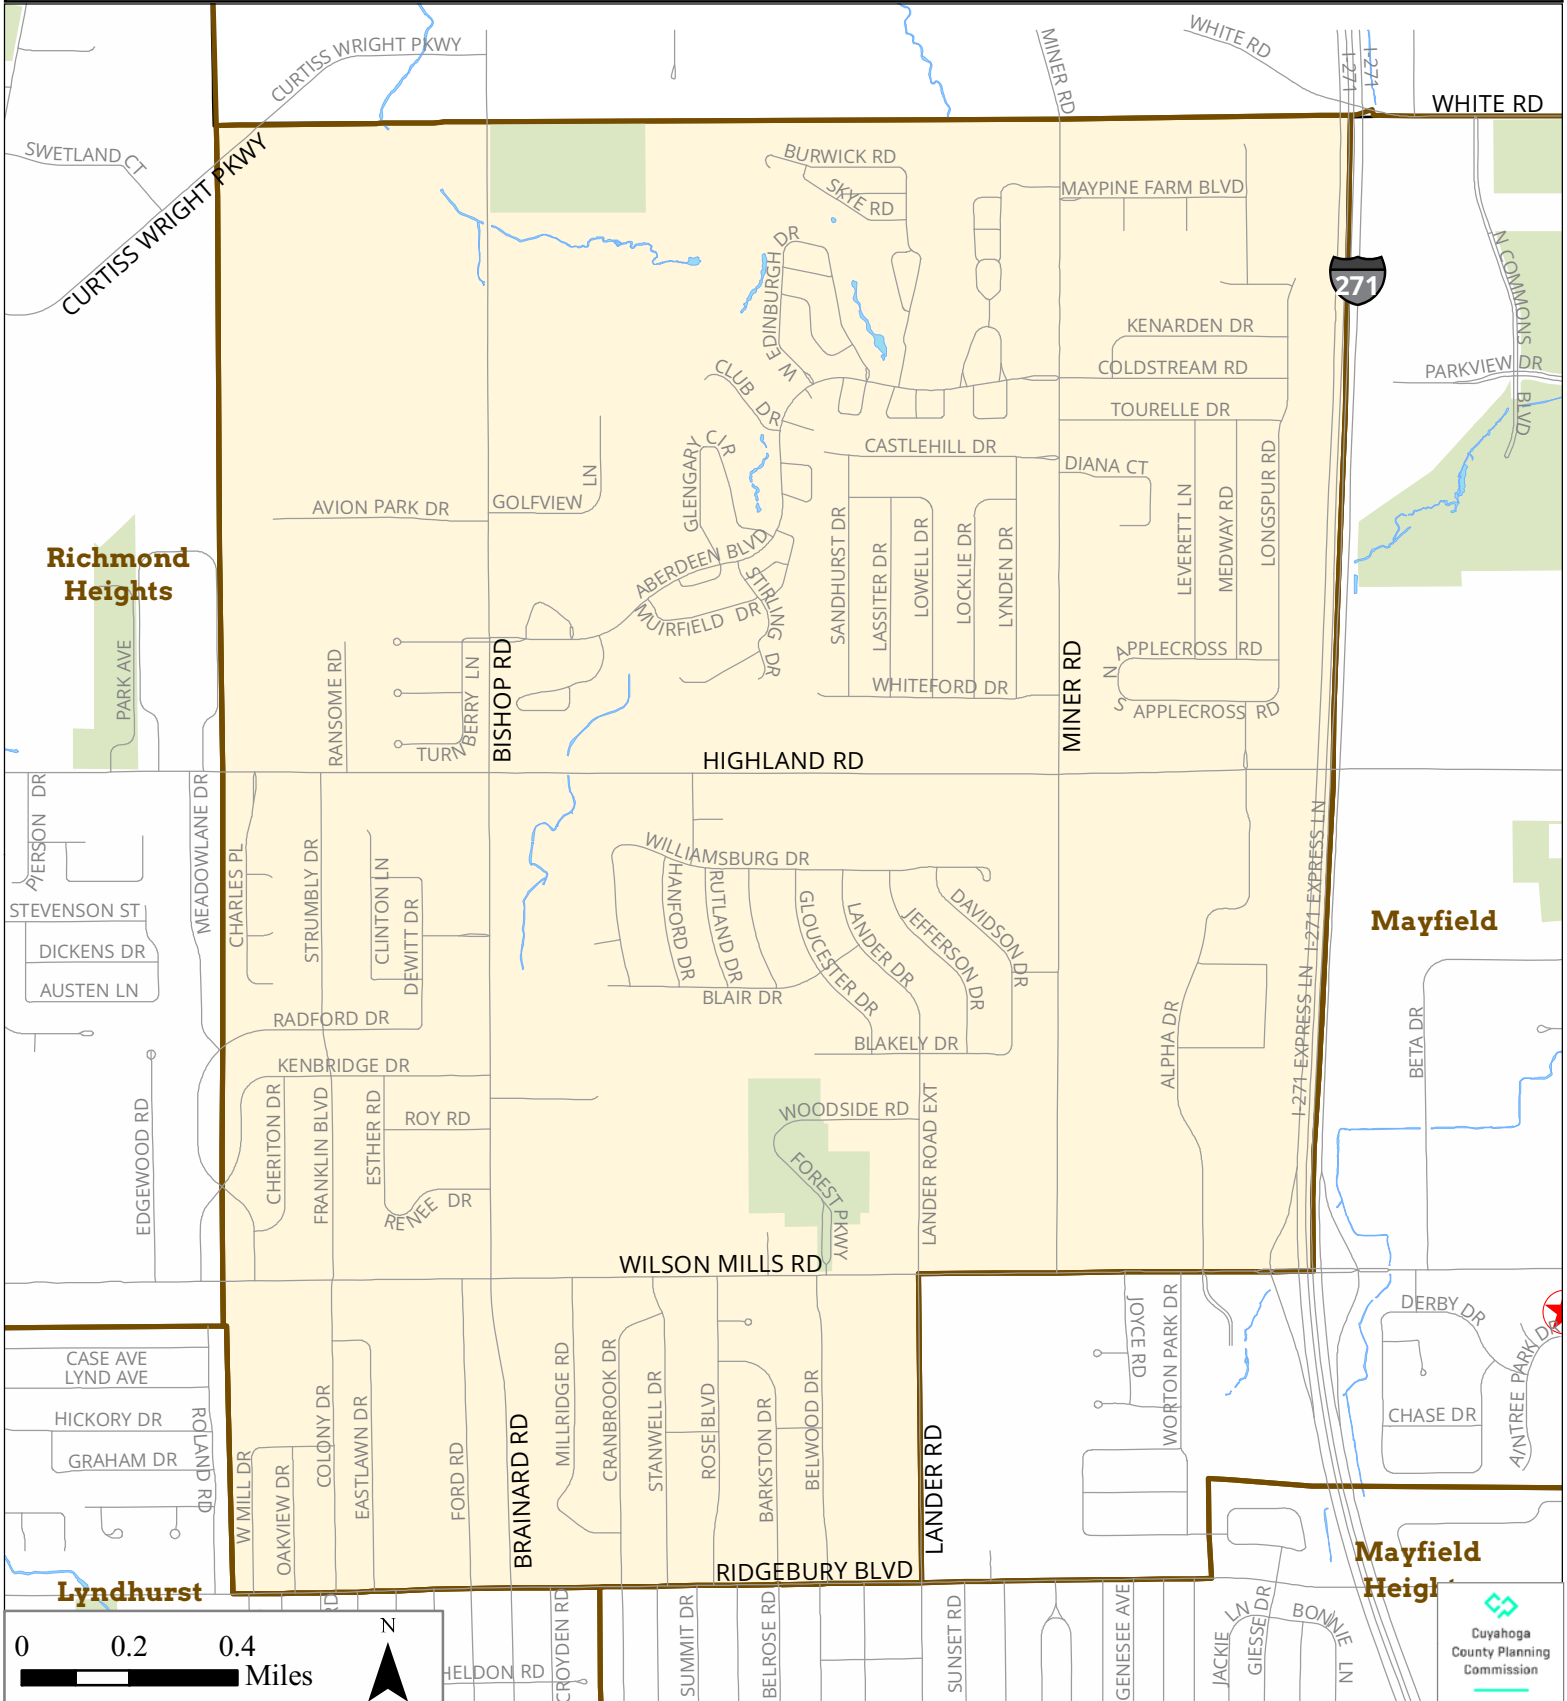 CURTISS WRIGHT PKWY
MINER RD
WHITE RD
I-271
I-271
WHITE RD
SWETLAND CT
CURTISS WRIGHT PKWY
BURWICK RD
SKYE RD
MAYPINE FARM BLVD
W EDINBURGH DR
271
N COMMONS BLVD
KENARDEN DR
COLDSTREAM RD
PARKVIEW DR
CLUB DR
TOURELLE DR
GLENGARY CIR
CASTLEHILL DR
DIANA CT
AVION PARK DR
GOLFVIEW LN
LEVERETT LN
MEDWAY RD
LONGSPUR RD
Richmond
Heights
ABERDEEN BLVD
MUIRFIELD DR
STIRLING DR
SANDHURST DR
LASSITER DR
LOWELL DR
LOCKLIE DR
LYNDEN DR
PARK AVE
RANSOME RD
TURNBERRY LN
BISHOP RD
WHITEFORD DR
MINER RD
N APPLECROSS RD
S APPLECROSS RD
HIGHLAND RD
PIERSON DR
MEADOWLANE DR
CHARLES PL
STRUMBLY DR
CLINTON LN
DEWITT DR
WILLIAMSBURG DR
HANFORD DR
RUTLAND DR
GLOUCESTER DR
LANDER DR
JEFFERSON DR
DAVIDSON DR
I-271 EXPRESS LN
Mayfield
STEVENSON ST
DICKENS DR
AUSTEN LN
BLAIR DR
RADFORD DR
BLAKELY DR
ALPHA DR
I-271 EXPRESS LN
BETA DR
KENBRIDGE DR
EDGEWOOD RD
CHERITON DR
FRANKLIN BLVD
ESTHER RD
ROY RD
RENEE DR
WOODSIDE RD
FOREST PKWY
LANDER ROAD EXT
WILSON MILLS RD
CASE AVE
LYND AVE
HICKORY DR
GRAHAM DR
ROLAND RD
W MILL DR
OAKVIEW DR
COLONY DR
EASTLAWN DR
FORD RD
BRAINARD RD
MILLRIDGE RD
CRANBROOK DR
STANWELL DR
ROSE BLVD
BARKSTON DR
BELWOOD DR
LANDER RD
JOYCE RD
WORTON PARK DR
DERBY DR
CHASE DR
AINTREE PARK DR
RIDGEBURY BLVD
Lyndhurst
Mayfield
Heigh
RD
HELDON RD
CROYDEN RD
SUMMIT DR
BELROSE RD
SUNSET RD
GENESEE AVE
JACKIE LN
GIESSE DR
BONNIE LN
0 0.2 0.4
Miles
N
Cuyahoga
County Planning
Commission